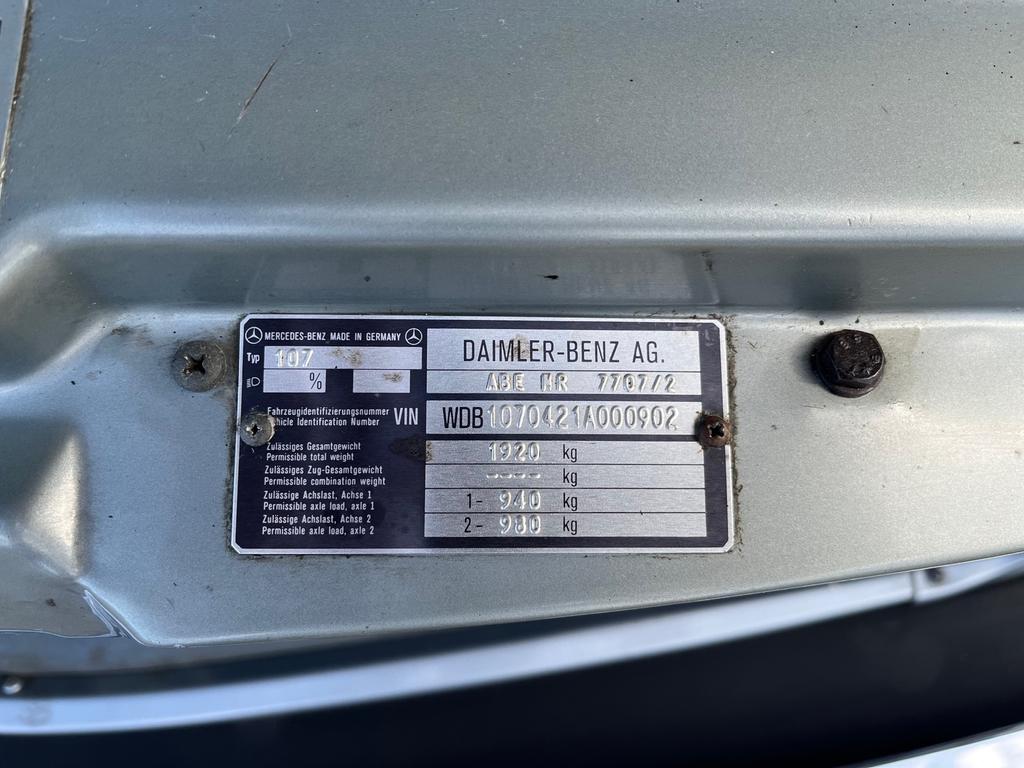 MERCEDES-BENZ MADE IN GERMANY
Typ 107
%
DAIMLER-BENZ AG.
ABE NR 7707/2
Fahrzeugidentifizierungsnummer
Vehicle Identification Number
VIN WDB1070421A000902
Zulässiges Gesamtgewicht
Permissible total weight
1920 kg
Zulässiges Zug-Gesamtgewicht
Permissible combination weight
---- kg
Zulässige Achslast, Achse 1
Permissible axle load, axle 1
1- 940 kg
Zulässige Achslast, Achse 2
Permissible axle load, axle 2
2- 980 kg